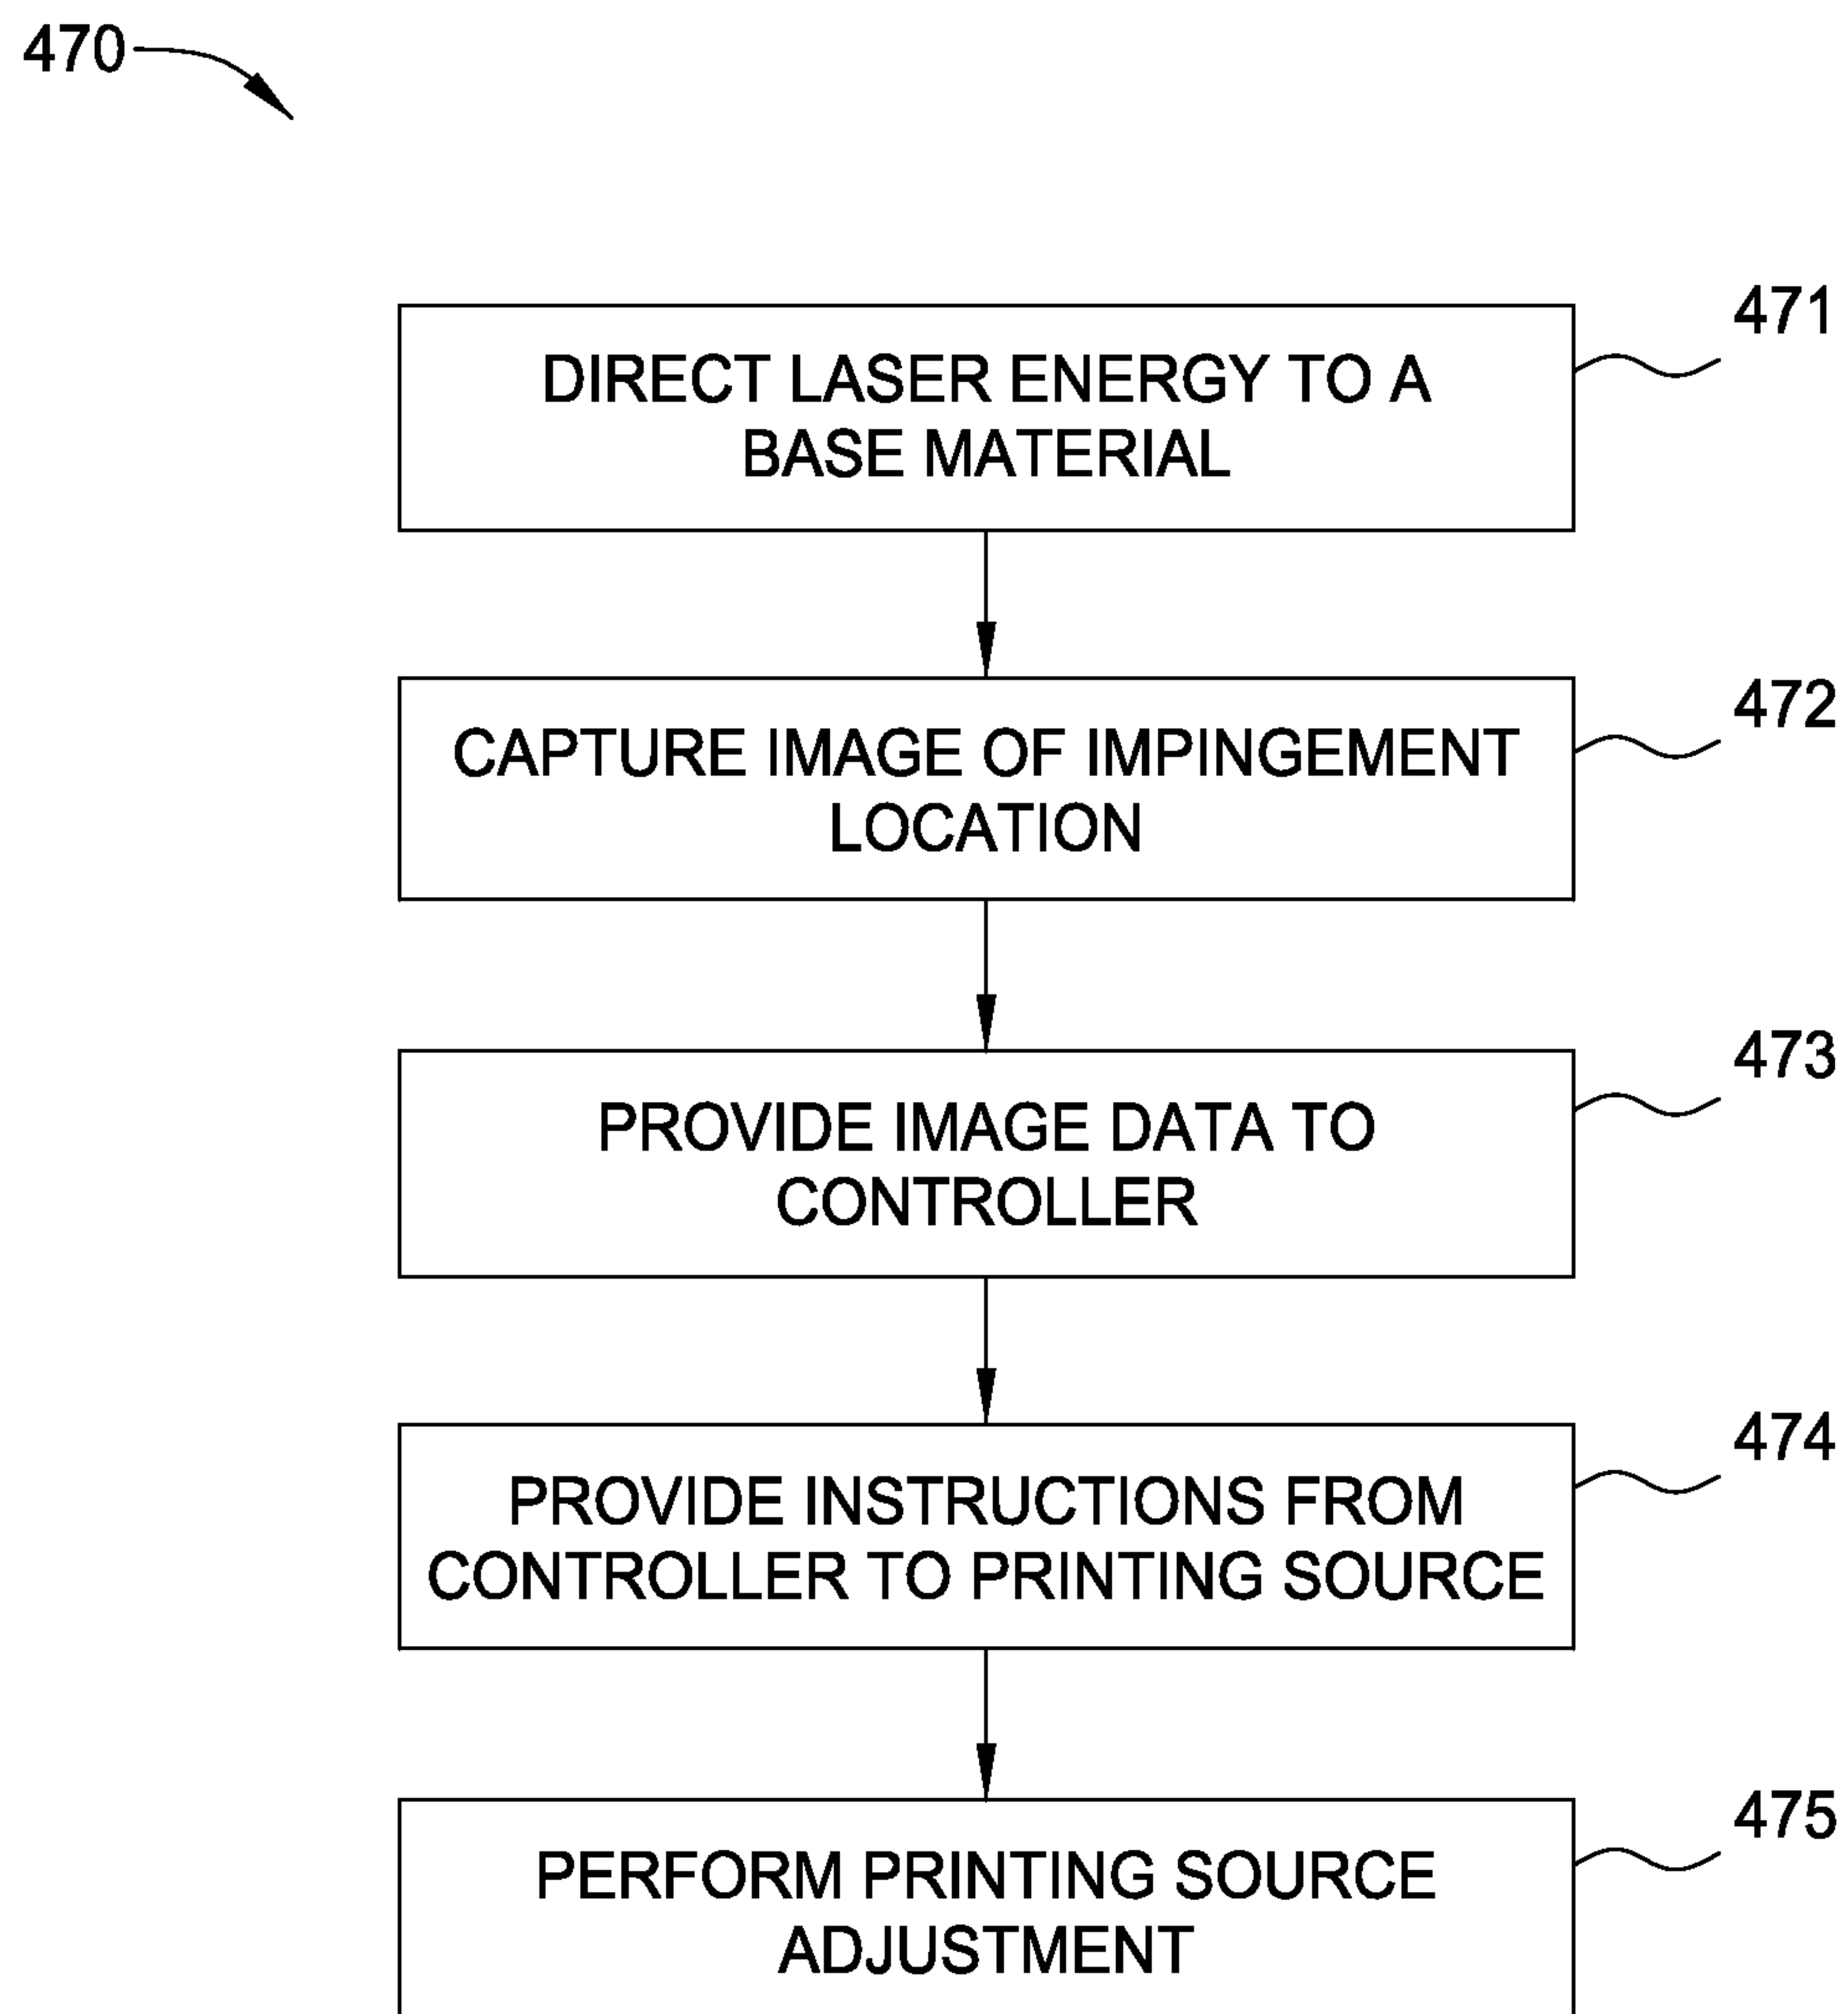 470
471
DIRECT LASER ENERGY TO A
BASE MATERIAL
472
CAPTURE IMAGE OF IMPINGEMENT
LOCATION
473
PROVIDE IMAGE DATA TO
CONTROLLER
474
PROVIDE INSTRUCTIONS FROM
CONTROLLER TO PRINTING SOURCE
475
PERFORM PRINTING SOURCE
ADJUSTMENT